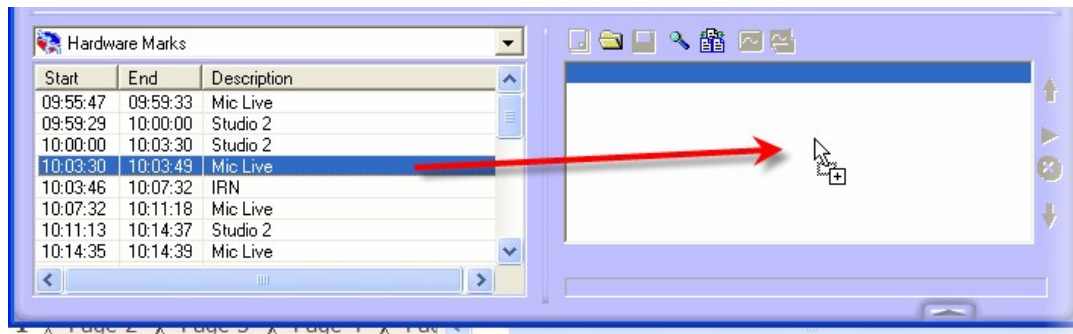 Hardware Marks
Start End Description
09:55:47 09:59:33 Mic Live
09:59:29 10:00:00 Studio 2
10:00:00 10:03:30 Studio 2
10:03:30 10:03:49 Mic Live
10:03:46 10:07:32 IRN
10:07:32 10:11:18 Mic Live
10:11:13 10:14:37 Studio 2
10:14:35 10:14:39 Mic Live